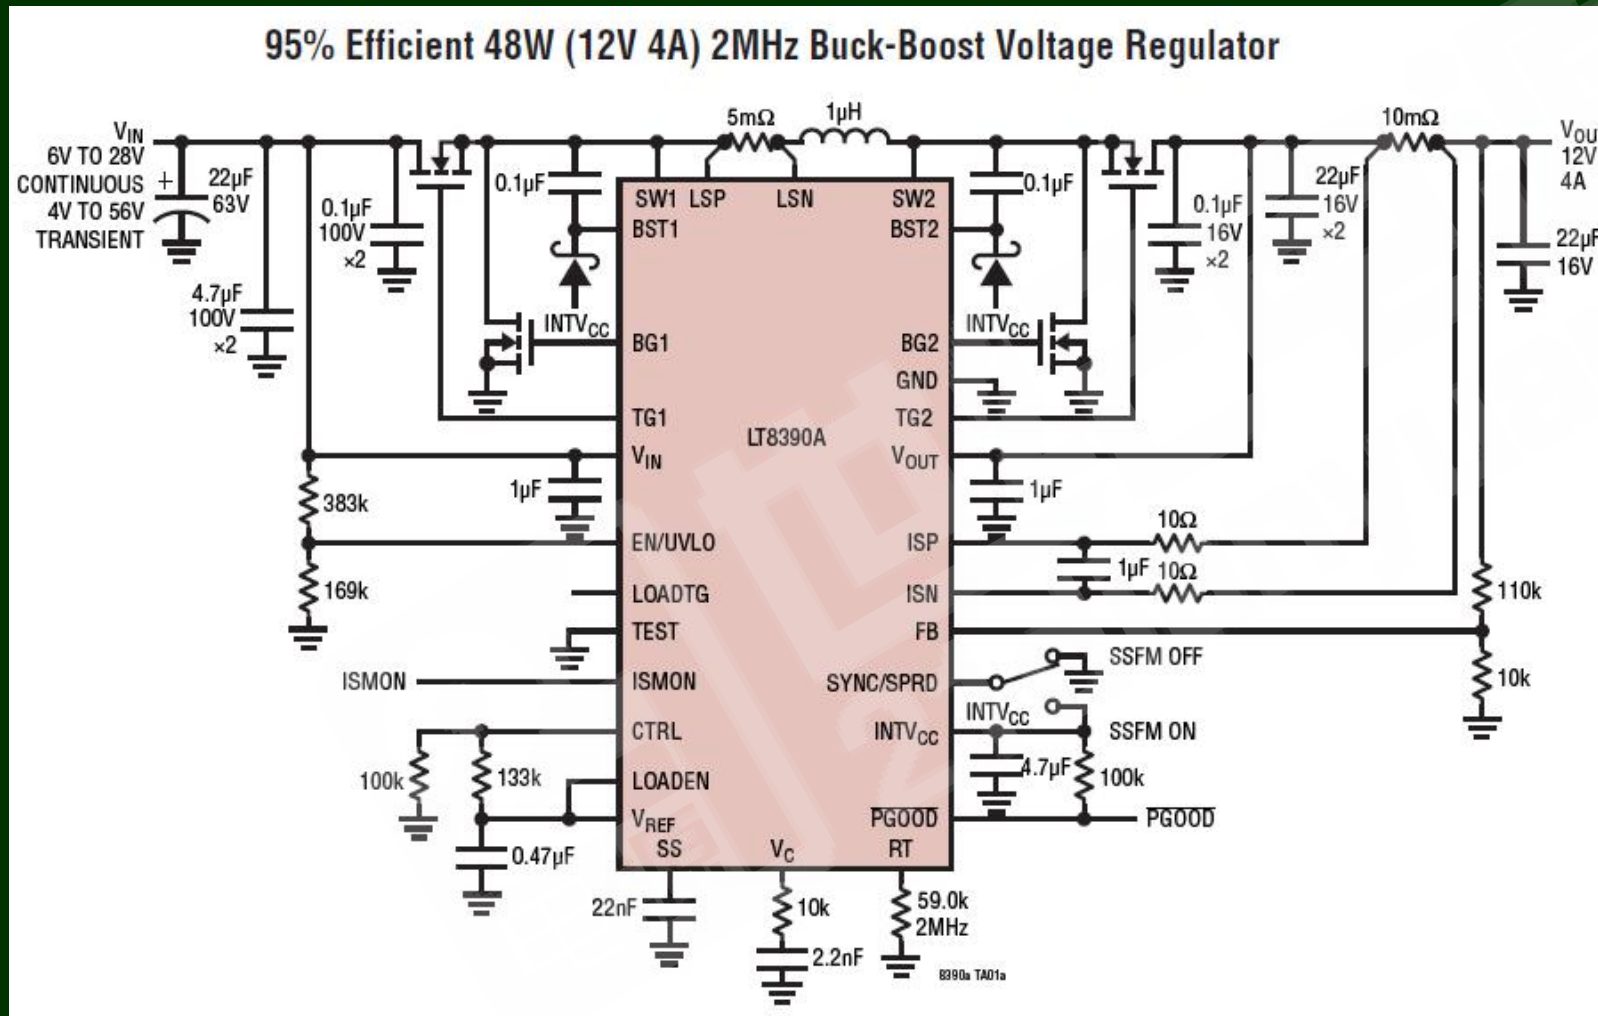 95% Efficient 48W (12V 4A) 2MHz Buck-Boost Voltage Regulator
VIN
6V TO 28V
CONTINUOUS
4V TO 56V
TRANSIENT
+
22µF
63V
4.7µF
100V
×2
0.1µF
100V
×2
0.1µF
5mΩ
1µH
0.1µF
0.1µF
16V
×2
22µF
16V
×2
10mΩ
VOU
12V
4A
22µF
16V
SW1
LSP
LSN
SW2
BST1
BST2
INTVCC
INTVCC
BG1
BG2
GND
TG1
TG2
LT8390A
VIN
VOUT
1µF
1µF
383k
169k
EN/UVLO
ISP
10Ω
1µF
10Ω
LOADTG
ISN
110k
TEST
FB
10k
ISMON
ISMON
SYNC/SPRD
SSFM OFF
INTVCC
CTRL
INTVCC
SSFM ON
100k
133k
4.7µF
100k
LOADEN
VREF
PGOOD
PGOOD
SS
VC
RT
0.47µF
22nF
10k
2.2nF
59.0k
2MHz
8390a TA01a